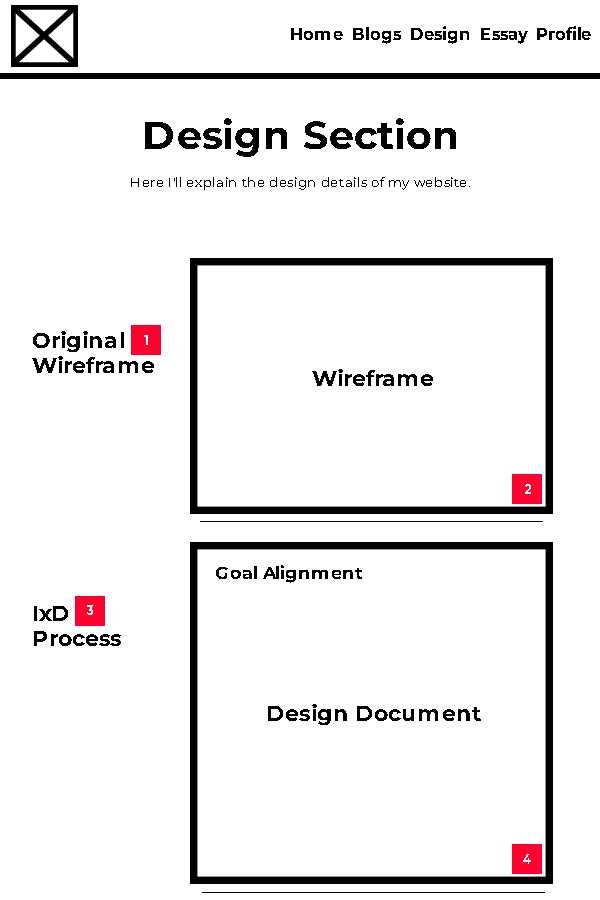 Home Blogs Design Essay Profile
Design Section
Here I'll explain the design details of my website.
Original 1
Wireframe
Wireframe
2
Goal Alignment
IxD 3
Process
Design Document
4